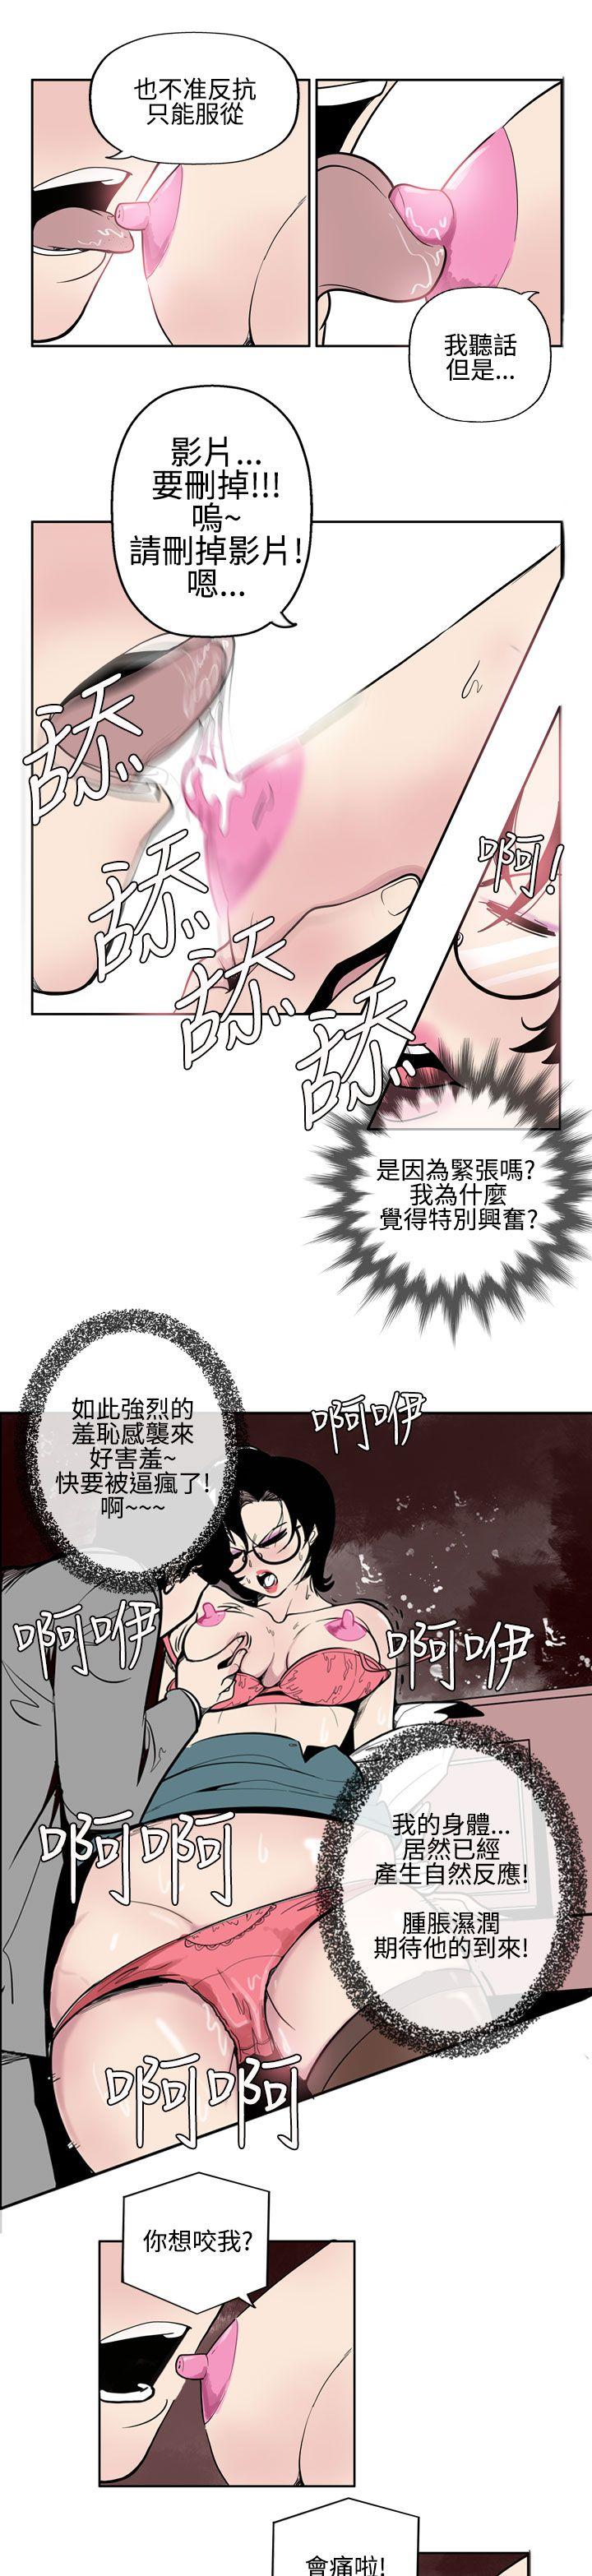 也不准反抗
只能服從
我聽話
但是...
影片...
要刪掉!!!
嗚~
請刪掉影片!
嗯...
舔
舔
舔
舔
啊!
是因為緊張嗎?
我為什麼
覺得特別興奮?
如此強烈的
羞恥感襲來
好害羞~
快要被逼瘋了!
啊~~~
啊咿
啊咿
啊咿
我的身體...
居然已經
產生自然反應!
腫脹濕潤
期待他的到來!
啊啊
啊啊
你想咬我?
會痛啦!